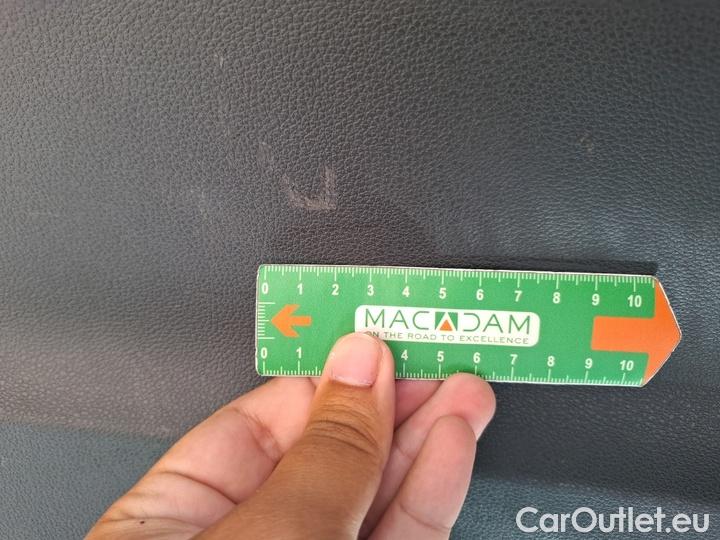 0 1 2 3 4 5 6 7 8 9 10
MACADAM
ON THE ROAD TO EXCELLENCE
0 1 4 5 6 7 8 9 10
CarOutlet.eu